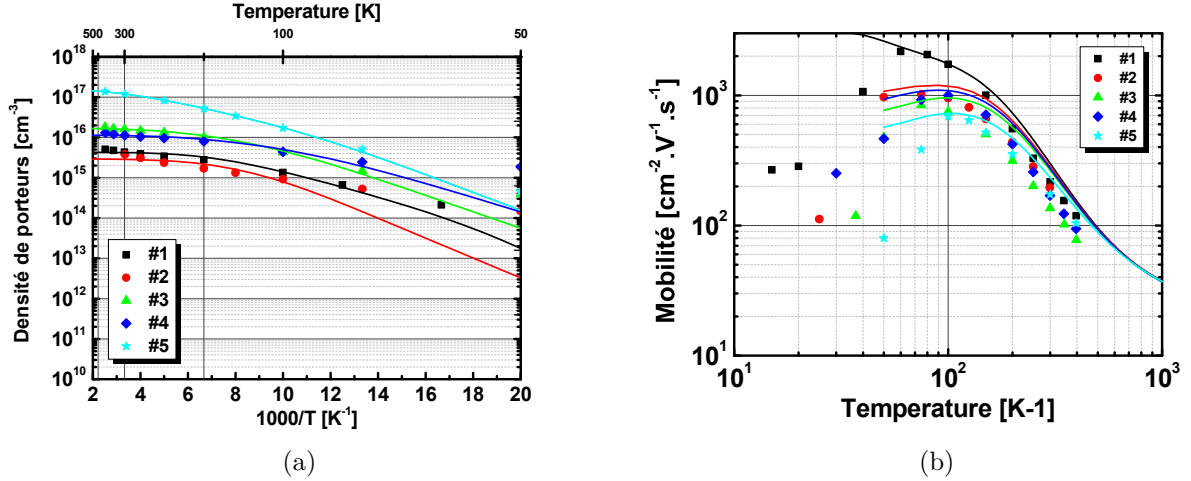 Temperature [K]
500 300 100 50
10^18
10^17
10^16
10^15
10^14
10^13
10^12
10^11
10^10
Densité de porteurs [cm^-3]
#1
#2
#3
#4
#5
2 4 6 8 10 12 14 16 18 20
1000/T [K^-1]
(a)
10^3
10^2
10^1
Mobilité [cm^-2.V^-1.s^-1]
#1
#2
#3
#4
#5
10^1 10^2 10^3
Temperature [K-1]
(b)